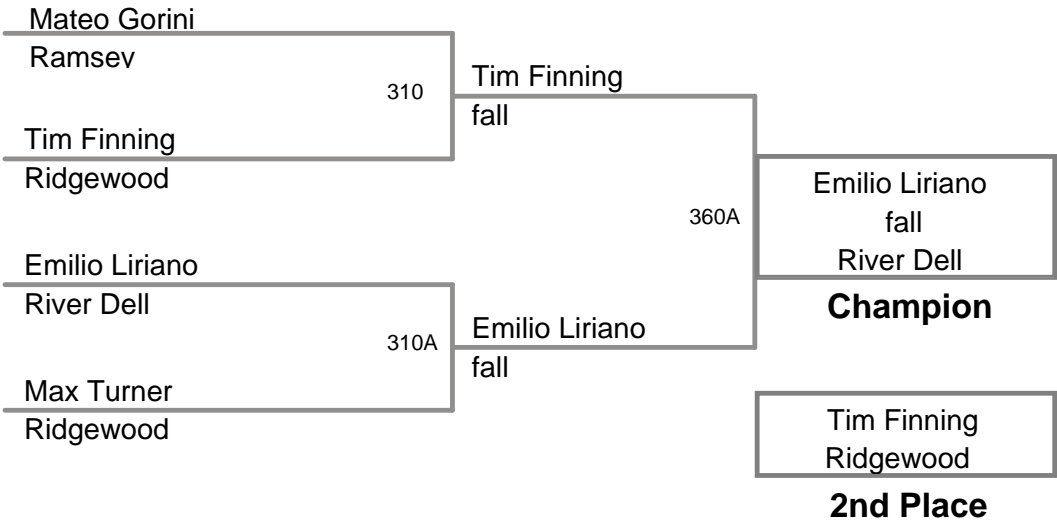 Mateo Gorini
Ramsev
310
Tim Finning
Ridgewood
Tim Finning
fall
Emilio Liriano
River Dell
310A
Max Turner
Ridgewood
Emilio Liriano
fall
360A
Emilio Liriano
fall
River Dell
Champion
Tim Finning
Ridgewood
2nd Place